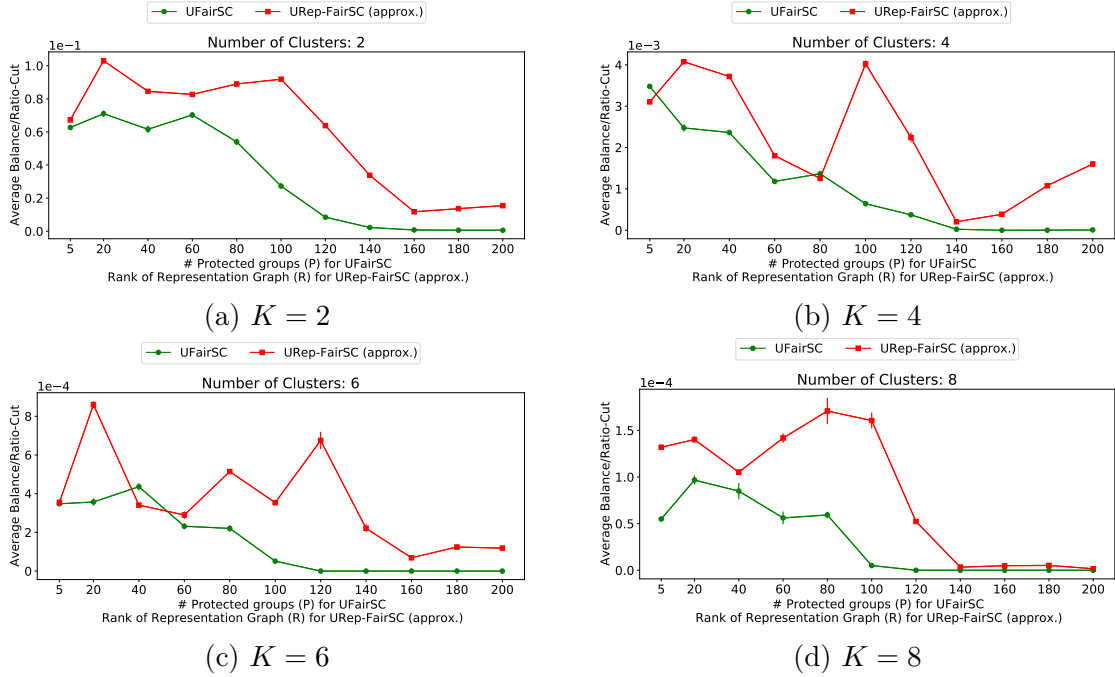 UFairSC URep-FairSC (approx.)
1e−1
Number of Clusters: 2
Average Balance/Ratio-Cut
1.0
0.8
0.6
0.4
0.2
0.0
5 20 40 60 80 100 120 140 160 180 200
# Protected groups (P) for UFairSC
Rank of Representation Graph (R) for URep-FairSC (approx.)
(a) K = 2
UFairSC URep-FairSC (approx.)
1e−3
Number of Clusters: 4
Average Balance/Ratio-Cut
4
3
2
1
0
5 20 40 60 80 100 120 140 160 180 200
# Protected groups (P) for UFairSC
Rank of Representation Graph (R) for URep-FairSC (approx.)
(b) K = 4
UFairSC URep-FairSC (approx.)
1e−4
Number of Clusters: 6
Average Balance/Ratio-Cut
8
6
4
2
0
5 20 40 60 80 100 120 140 160 180 200
# Protected groups (P) for UFairSC
Rank of Representation Graph (R) for URep-FairSC (approx.)
(c) K = 6
UFairSC URep-FairSC (approx.)
1e−4
Number of Clusters: 8
Average Balance/Ratio-Cut
1.5
1.0
0.5
0.0
5 20 40 60 80 100 120 140 160 180 200
# Protected groups (P) for UFairSC
Rank of Representation Graph (R) for URep-FairSC (approx.)
(d) K = 8